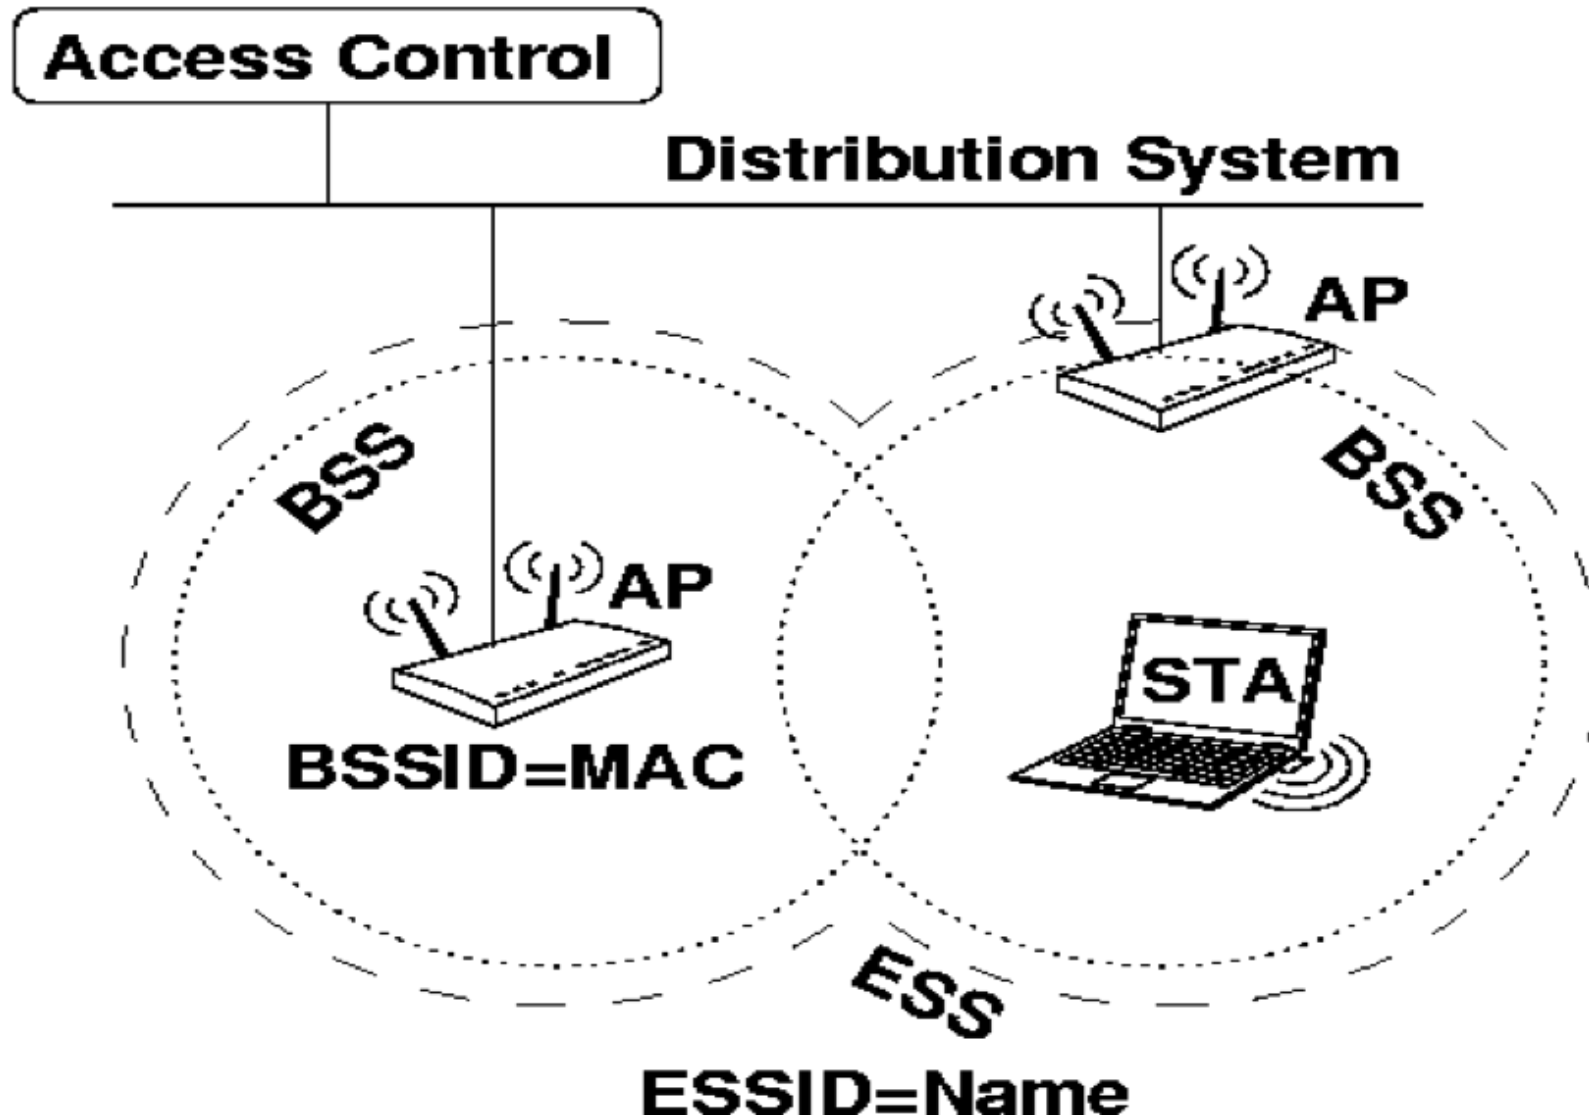 Access Control
Distribution System
AP
BSS
BSS
AP
STA
BSSID=MAC
ESS
ESSID=Name